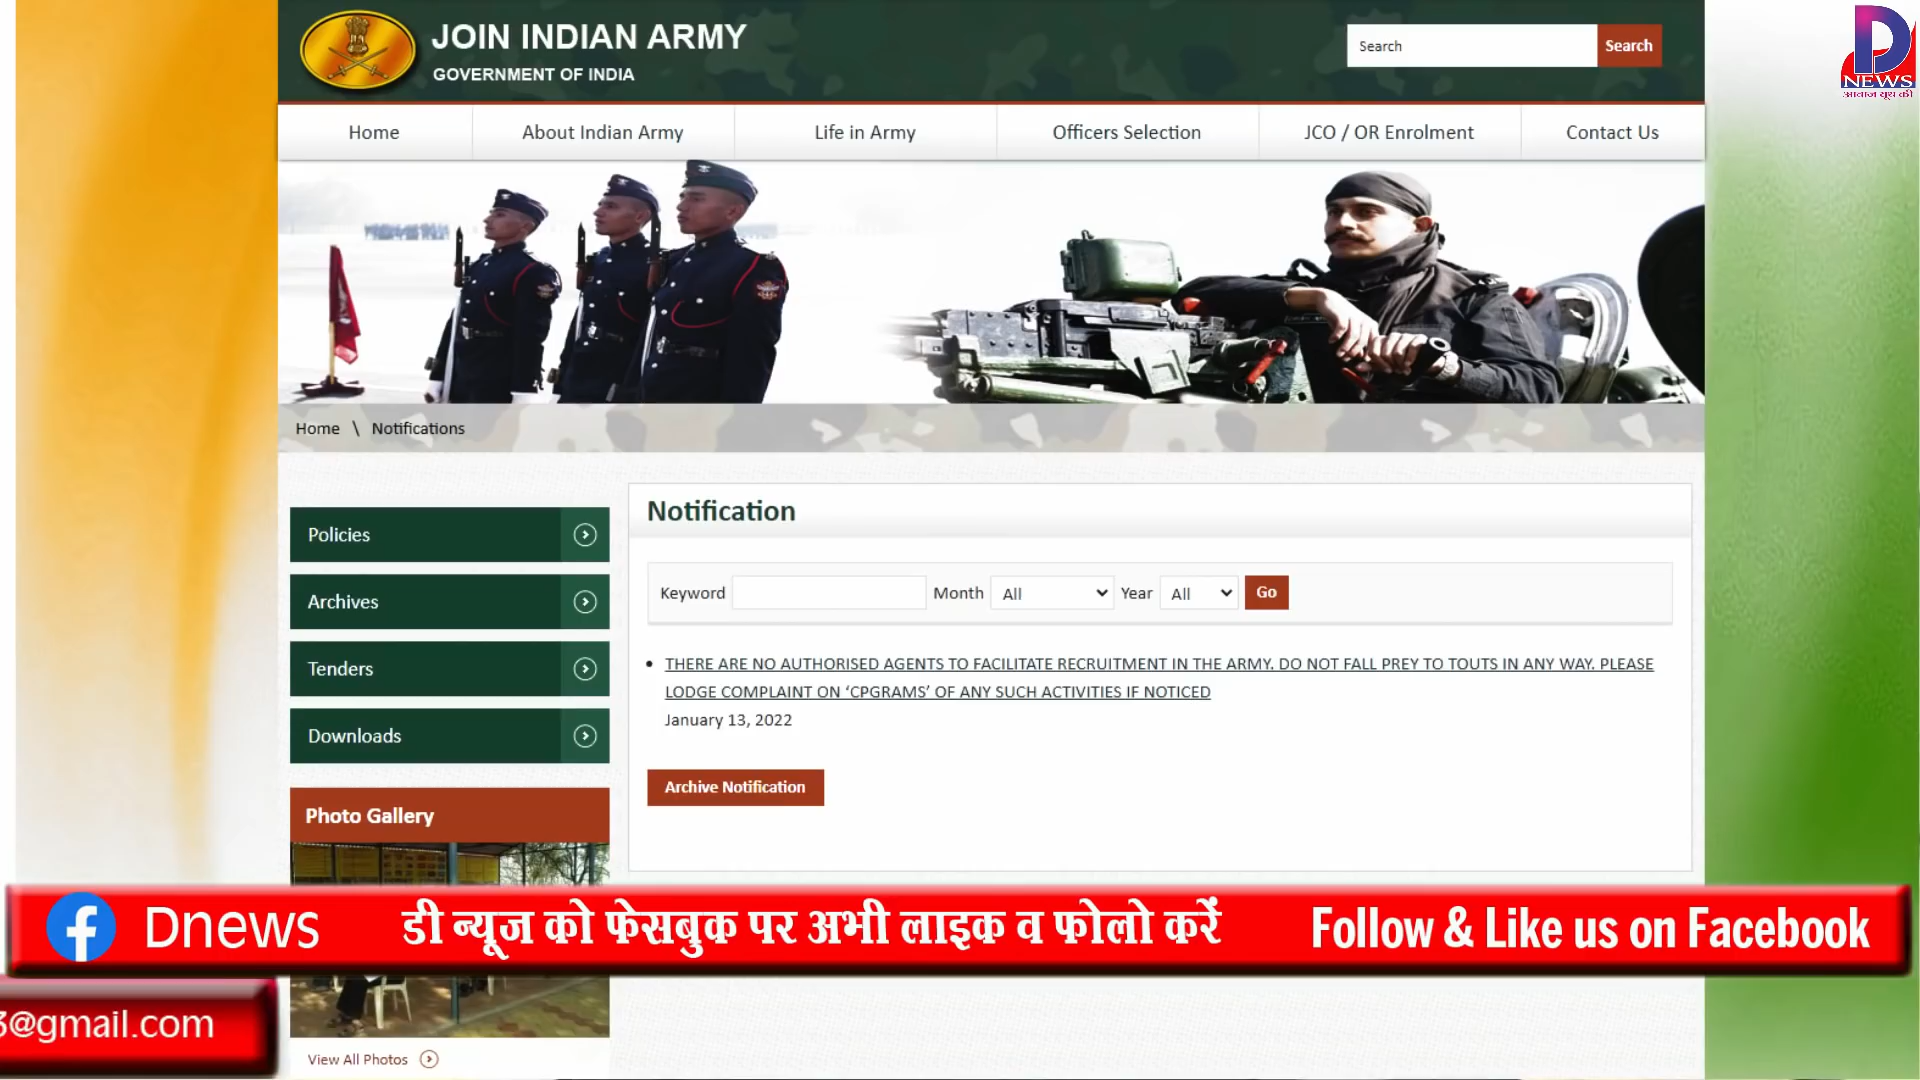 JOIN INDIAN ARMY
GOVERNMENT OF INDIA
Search
Search
NEWS
आवाज यूथ की
Home
About Indian Army
Life in Army
Officers Selection
JCO / OR Enrolment
Contact Us
Home \ Notifications
Policies
Archives
Tenders
Downloads
Photo Gallery
View All Photos
Notification
Keyword
Month All
Year All
Go
THERE ARE NO AUTHORISED AGENTS TO FACILITATE RECRUITMENT IN THE ARMY. DO NOT FALL PREY TO TOUTS IN ANY WAY. PLEASE
LODGE COMPLAINT ON ‘CPGRAMS’ OF ANY SUCH ACTIVITIES IF NOTICED
January 13, 2022
Archive Notification
Dnews डी न्यूज को फेसबुक पर अभी लाइक व फोलो करें Follow & Like us on Facebook
3@gmail.com